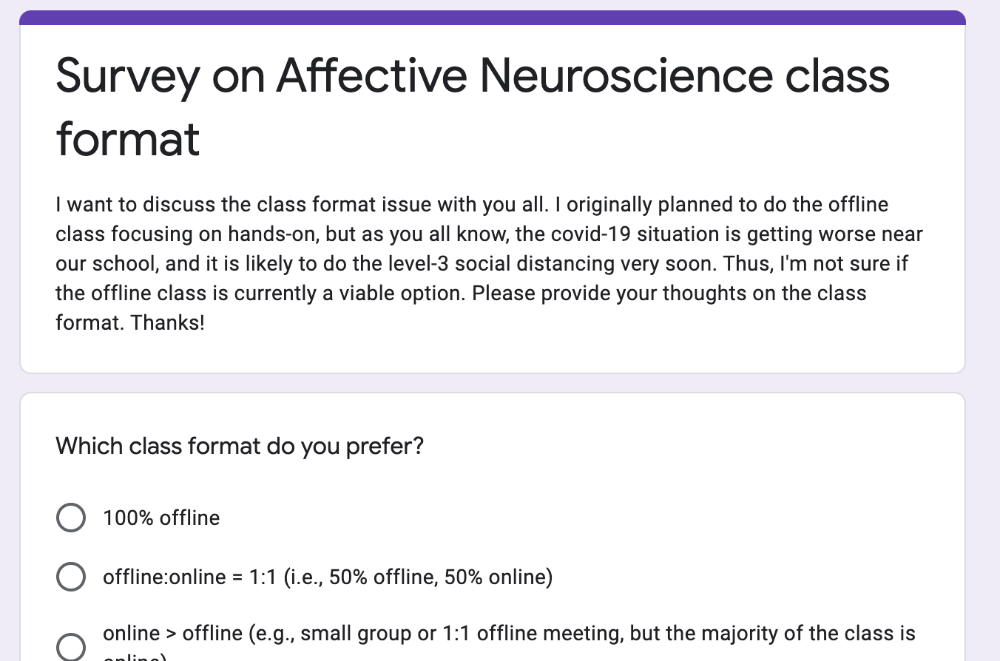 Survey on Affective Neuroscience class
format
I want to discuss the class format issue with you all. I originally planned to do the offline
class focusing on hands-on, but as you all know, the covid-19 situation is getting worse near
our school, and it is likely to do the level-3 social distancing very soon. Thus, I'm not sure if
the offline class is currently a viable option. Please provide your thoughts on the class
format. Thanks!
Which class format do you prefer?
100% offline
offline:online = 1:1 (i.e., 50% offline, 50% online)
online > offline (e.g., small group or 1:1 offline meeting, but the majority of the class is
online)